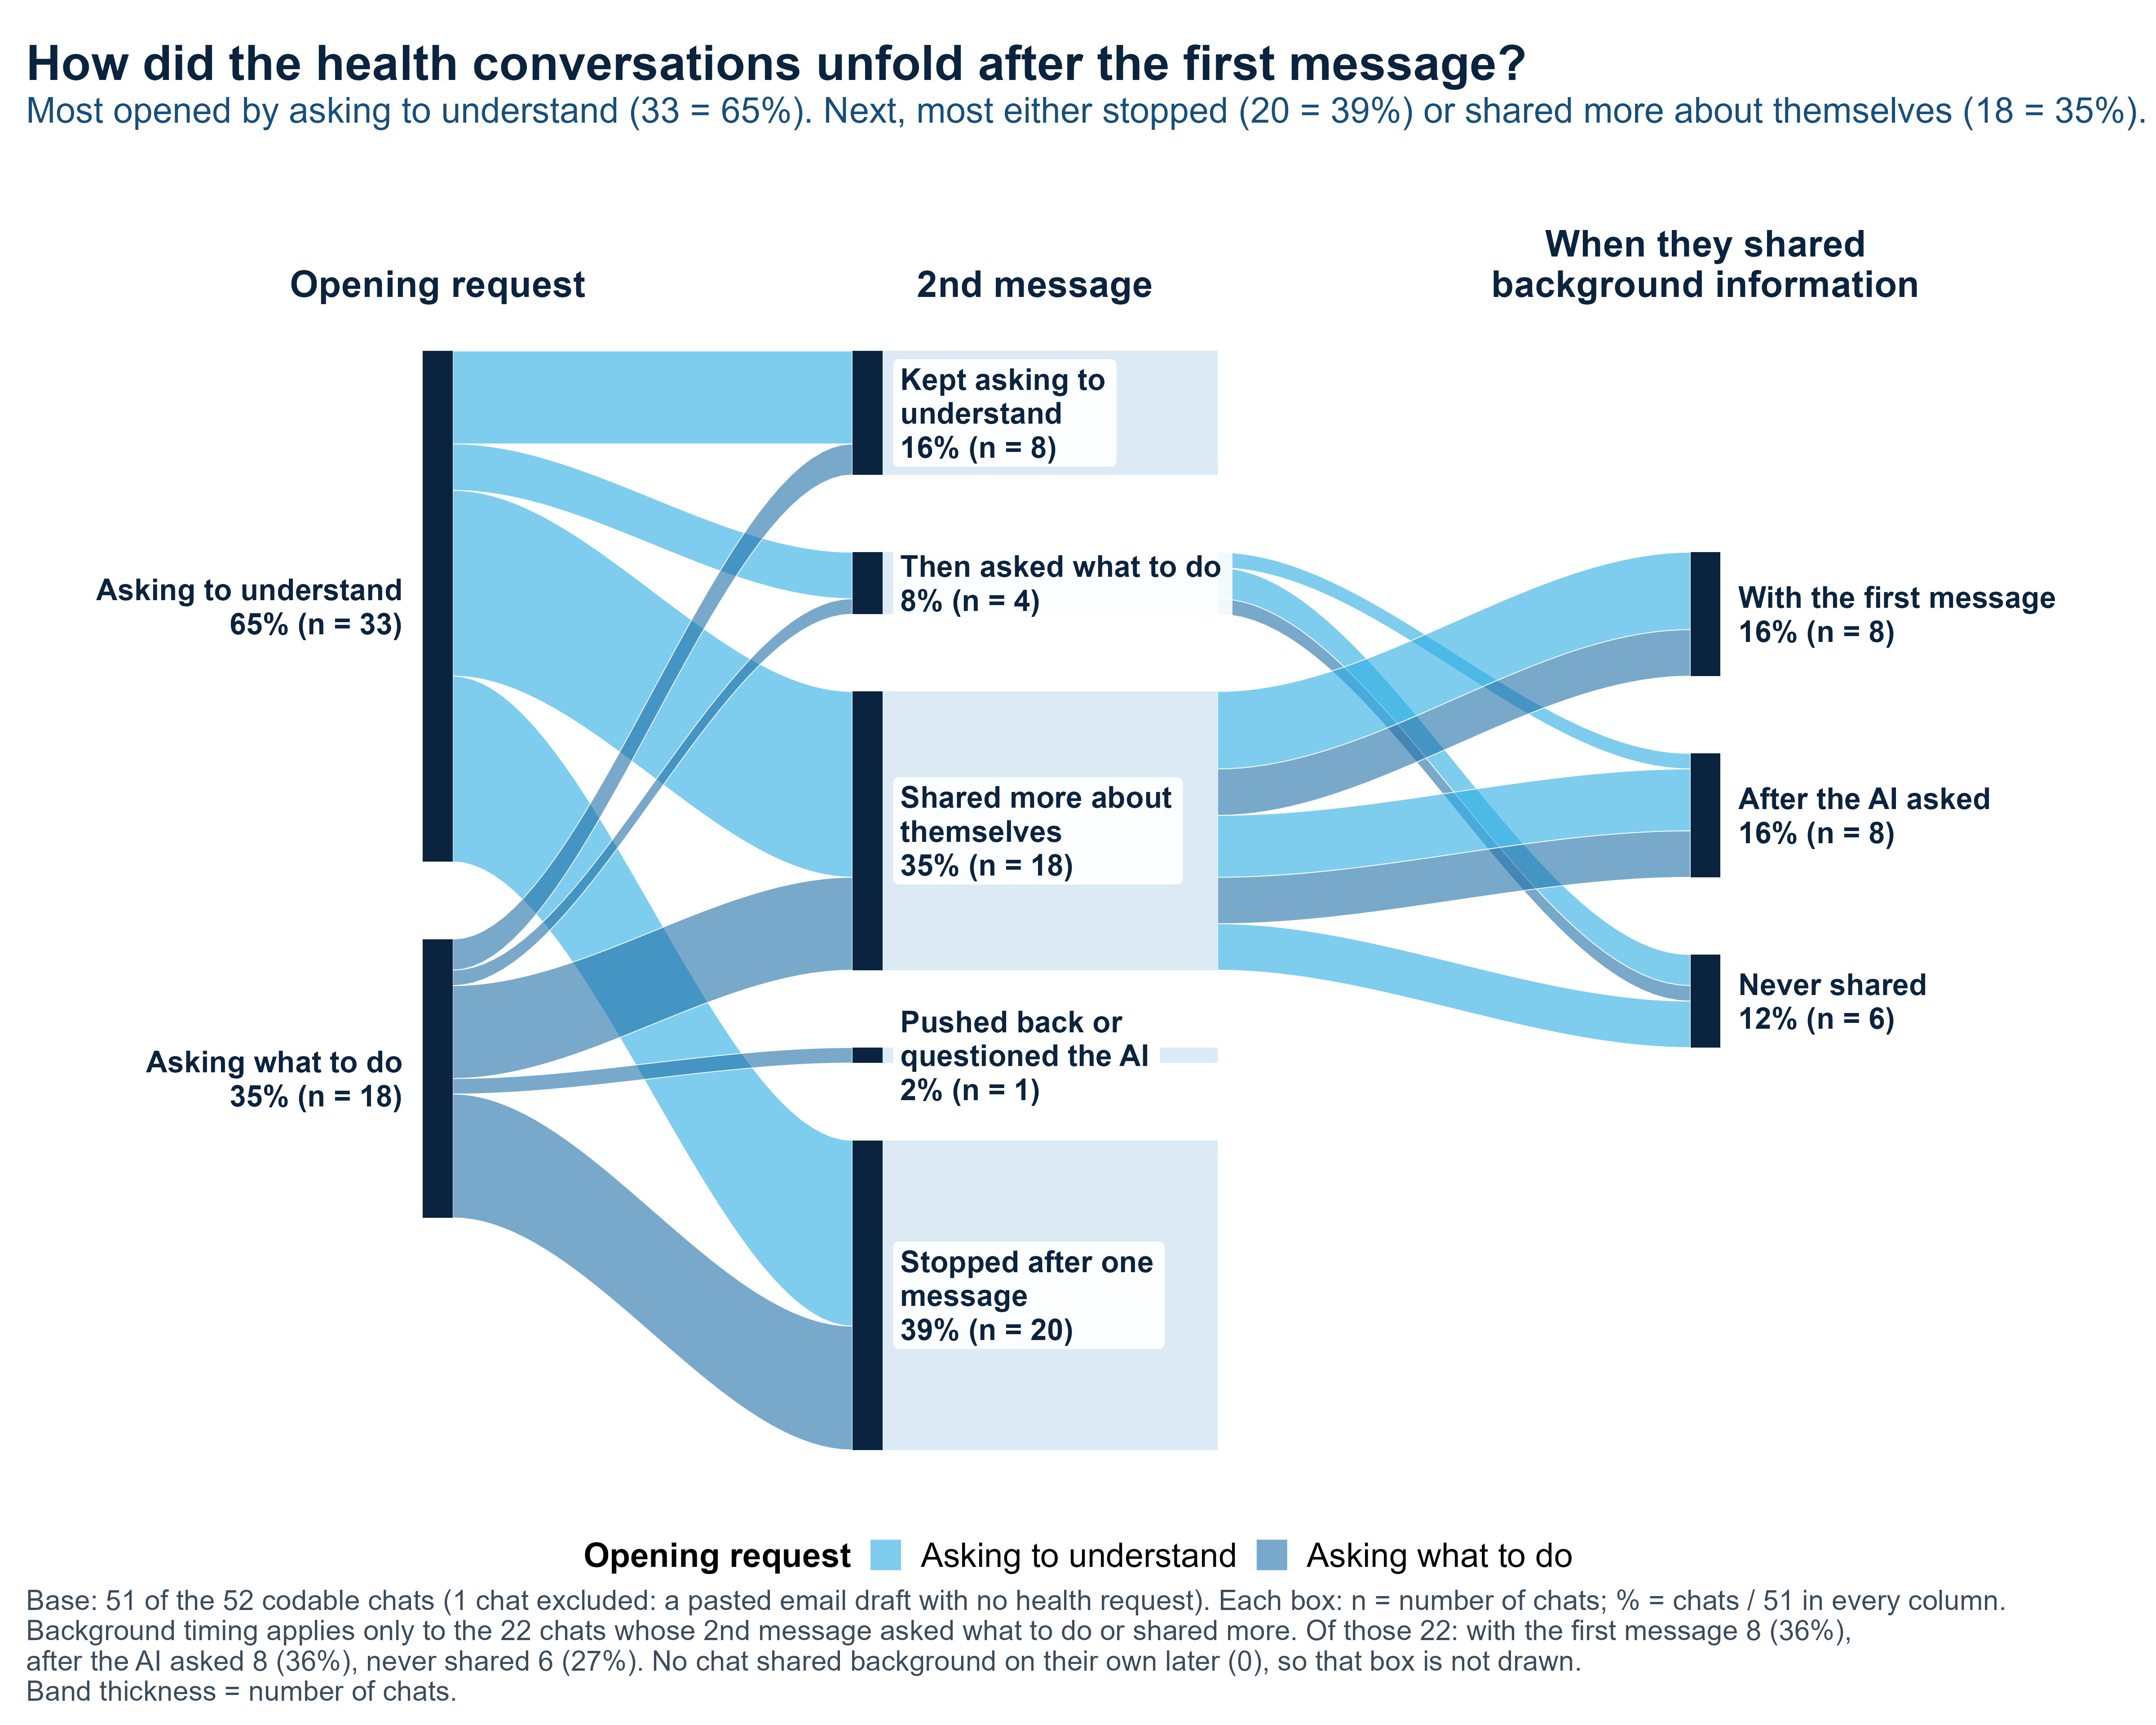 How did the health conversations unfold after the first message?
Most opened by asking to understand (33 = 65%). Next, most either stopped (20 = 39%) or shared more about themselves (18 = 35%).
Opening request
2nd message
When they shared
background information
Asking to understand
65% (n = 33)
Asking what to do
35% (n = 18)
Kept asking to
understand
16% (n = 8)
Then asked what to do
8% (n = 4)
Shared more about
themselves
35% (n = 18)
Pushed back or
questioned the AI
2% (n = 1)
Stopped after one
message
39% (n = 20)
With the first message
16% (n = 8)
After the AI asked
16% (n = 8)
Never shared
12% (n = 6)
Opening request Asking to understand Asking what to do
Base: 51 of the 52 codable chats (1 chat excluded: a pasted email draft with no health request). Each box: n = number of chats; % = chats / 51 in every column.
Background timing applies only to the 22 chats whose 2nd message asked what to do or shared more. Of those 22: with the first message 8 (36%),
after the AI asked 8 (36%), never shared 6 (27%). No chat shared background on their own later (0), so that box is not drawn.
Band thickness = number of chats.